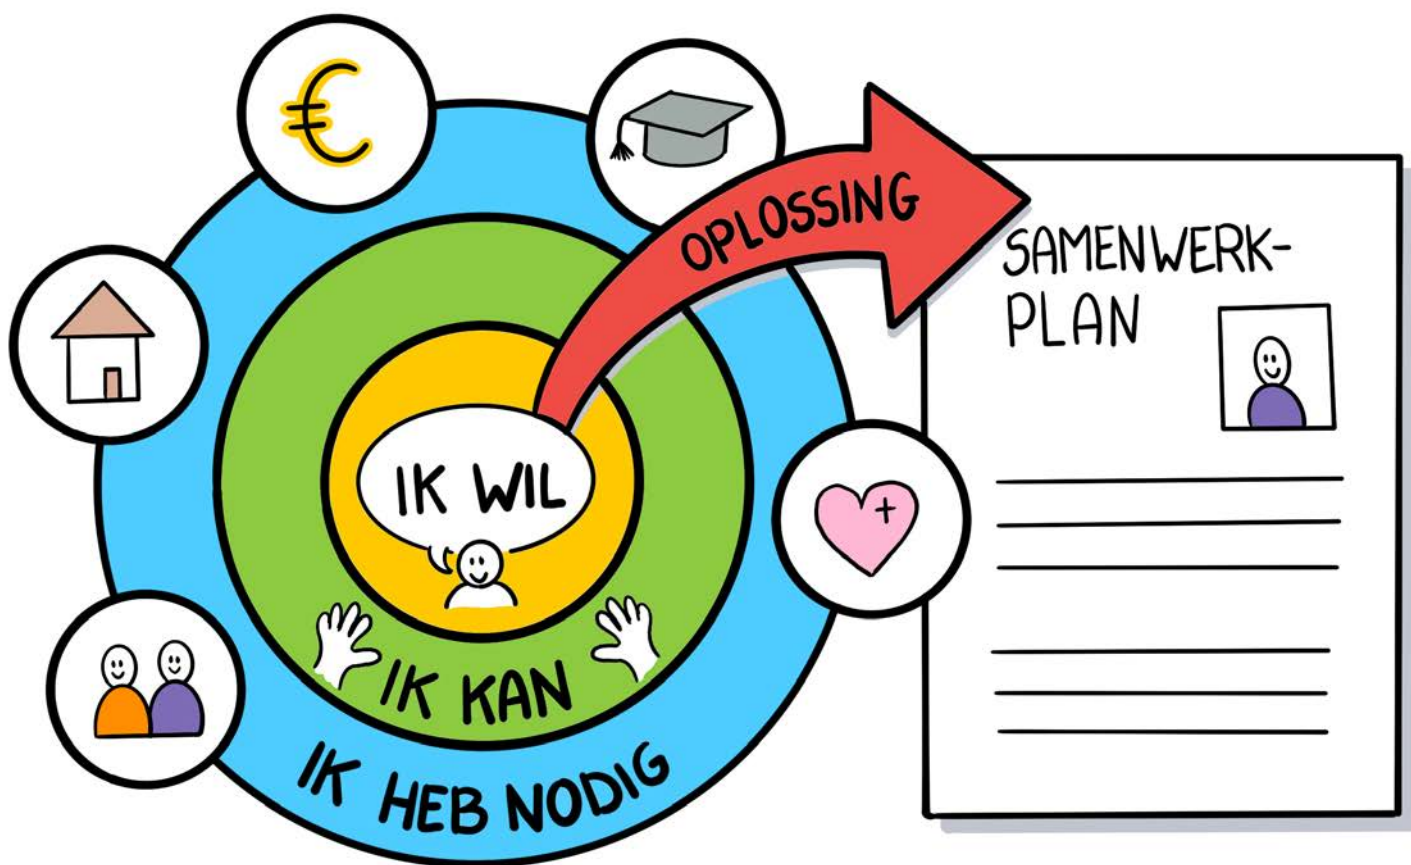 €
OPLOSSING
SAMENWERK-
PLAN
IK WIL
IK KAN
IK HEB NODIG